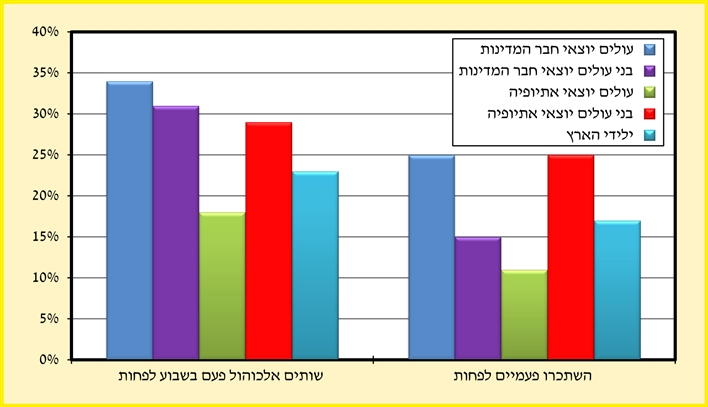 40%
35%
30%
25%
20%
15%
10%
5%
0%
עולים יוצאי חבר המדינות
בני עולים יוצאי חבר המדינות
עולים יוצאי אתיופיה
בני עולים יוצאי אתיופיה
ילידי הארץ
שותים אלכוהול פעם בשבוע לפחות
השתכרו פעמיים לפחות